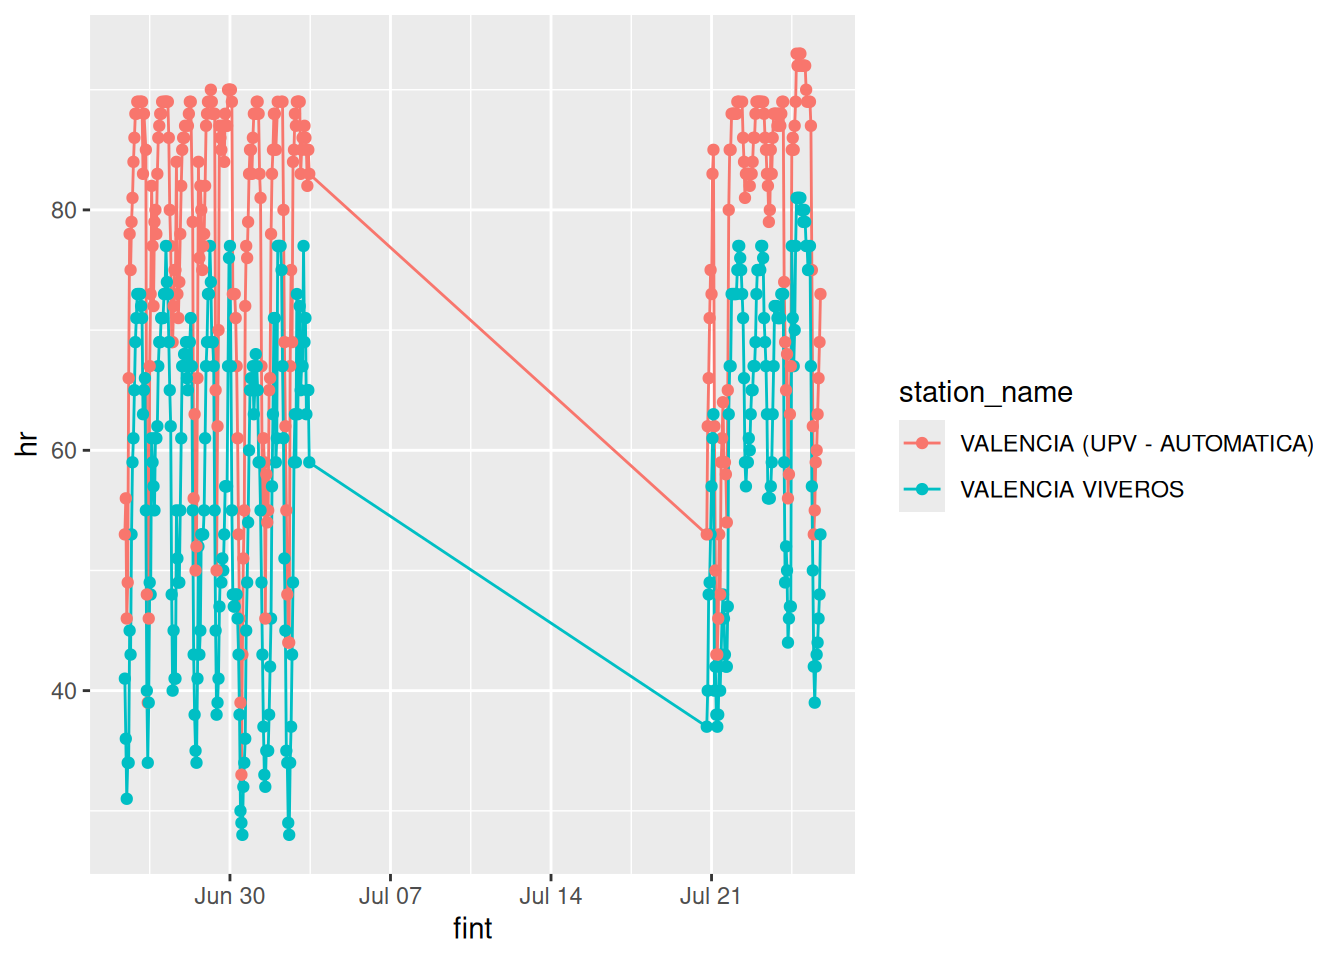 80
60
40
hr
Jun 30
Jul 07
Jul 14
Jul 21
fint
station_name
VALENCIA (UPV - AUTOMATICA)
VALENCIA VIVEROS